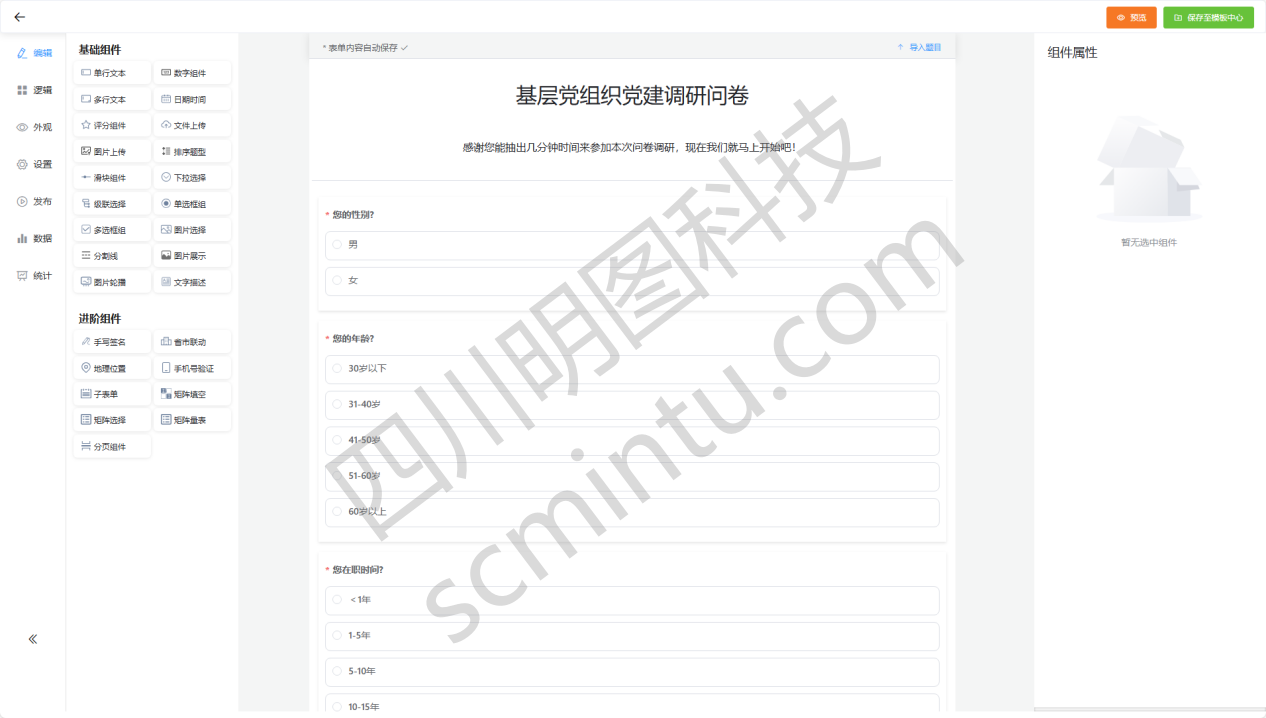 预览
保存至模板中心
编辑
逻辑
外观
设置
发布
数据
统计
基础组件
单行文本
数字组件
多行文本
日期时间
评分组件
文件上传
图片上传
排序题型
滑块组件
下拉选择
级联选择
单选框组
多选框组
图片选择
分割线
图片展示
图片轮播
文字描述
进阶组件
手写签名
省市联动
地理位置
手机号验证
子表单
矩阵填空
矩阵选择
矩阵量表
分页组件
* 表单内容自动保存
导入题目
基层党组织党建调研问卷
感谢您能抽出几分钟时间来参加本次问卷调研，现在我们就马上开始吧！
* 您的性别?
男
女
* 您的年龄?
30岁以下
31-40岁
41-50岁
51-60岁
60岁以上
* 您在职时间?
＜1年
1-5年
5-10年
10-15年
组件属性
暂无选中组件
四川明图科技
scmintu.com